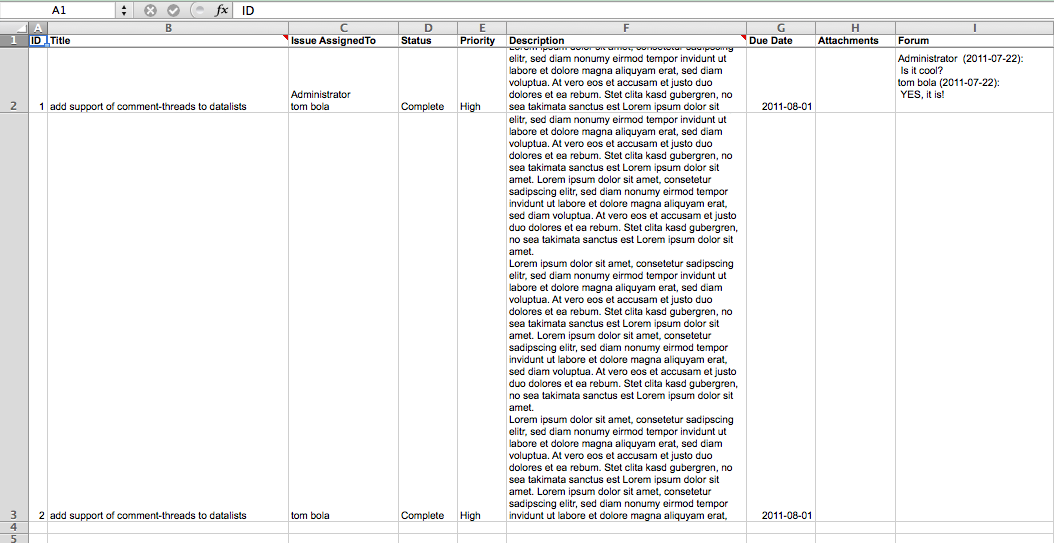 A1 fx ID
A B C D E F G H I
1 ID Title Issue AssignedTo Status Priority Description Due Date Attachments Forum
elitr, sed diam nonumy eirmod tempor invidunt ut
labore et dolore magna aliquyam erat, sed diam
voluptua. At vero eos et accusam et justo duo
dolores et ea rebum. Stet clita kasd gubergren, no
sea takimata sanctus est Lorem ipsum dolor sit
Administrator (2011-07-22):
Is it cool?
tom bola (2011-07-22):
YES, it is!
Administrator
2 1 add support of comment-threads to datalists tom bola Complete High 2011-08-01
elitr, sed diam nonumy eirmod tempor invidunt ut
labore et dolore magna aliquyam erat, sed diam
voluptua. At vero eos et accusam et justo duo
dolores et ea rebum. Stet clita kasd gubergren, no
sea takimata sanctus est Lorem ipsum dolor sit
amet. Lorem ipsum dolor sit amet, consetetur
sadipscing elitr, sed diam nonumy eirmod tempor
invidunt ut labore et dolore magna aliquyam erat,
sed diam voluptua. At vero eos et accusam et justo
duo dolores et ea rebum. Stet clita kasd gubergren,
no sea takimata sanctus est Lorem ipsum dolor sit
amet.
Lorem ipsum dolor sit amet, consetetur sadipscing
elitr, sed diam nonumy eirmod tempor invidunt ut
labore et dolore magna aliquyam erat, sed diam
voluptua. At vero eos et accusam et justo duo
dolores et ea rebum. Stet clita kasd gubergren, no
sea takimata sanctus est Lorem ipsum dolor sit
amet. Lorem ipsum dolor sit amet, consetetur
sadipscing elitr, sed diam nonumy eirmod tempor
invidunt ut labore et dolore magna aliquyam erat,
sed diam voluptua. At vero eos et accusam et justo
duo dolores et ea rebum. Stet clita kasd gubergren,
no sea takimata sanctus est Lorem ipsum dolor sit
amet.
Lorem ipsum dolor sit amet, consetetur sadipscing
elitr, sed diam nonumy eirmod tempor invidunt ut
labore et dolore magna aliquyam erat, sed diam
voluptua. At vero eos et accusam et justo duo
dolores et ea rebum. Stet clita kasd gubergren, no
sea takimata sanctus est Lorem ipsum dolor sit
amet. Lorem ipsum dolor sit amet, consetetur
sadipscing elitr, sed diam nonumy eirmod tempor
invidunt ut labore et dolore magna aliquyam erat,
3 2 add support of comment-threads to datalists tom bola Complete High 2011-08-01
4
5